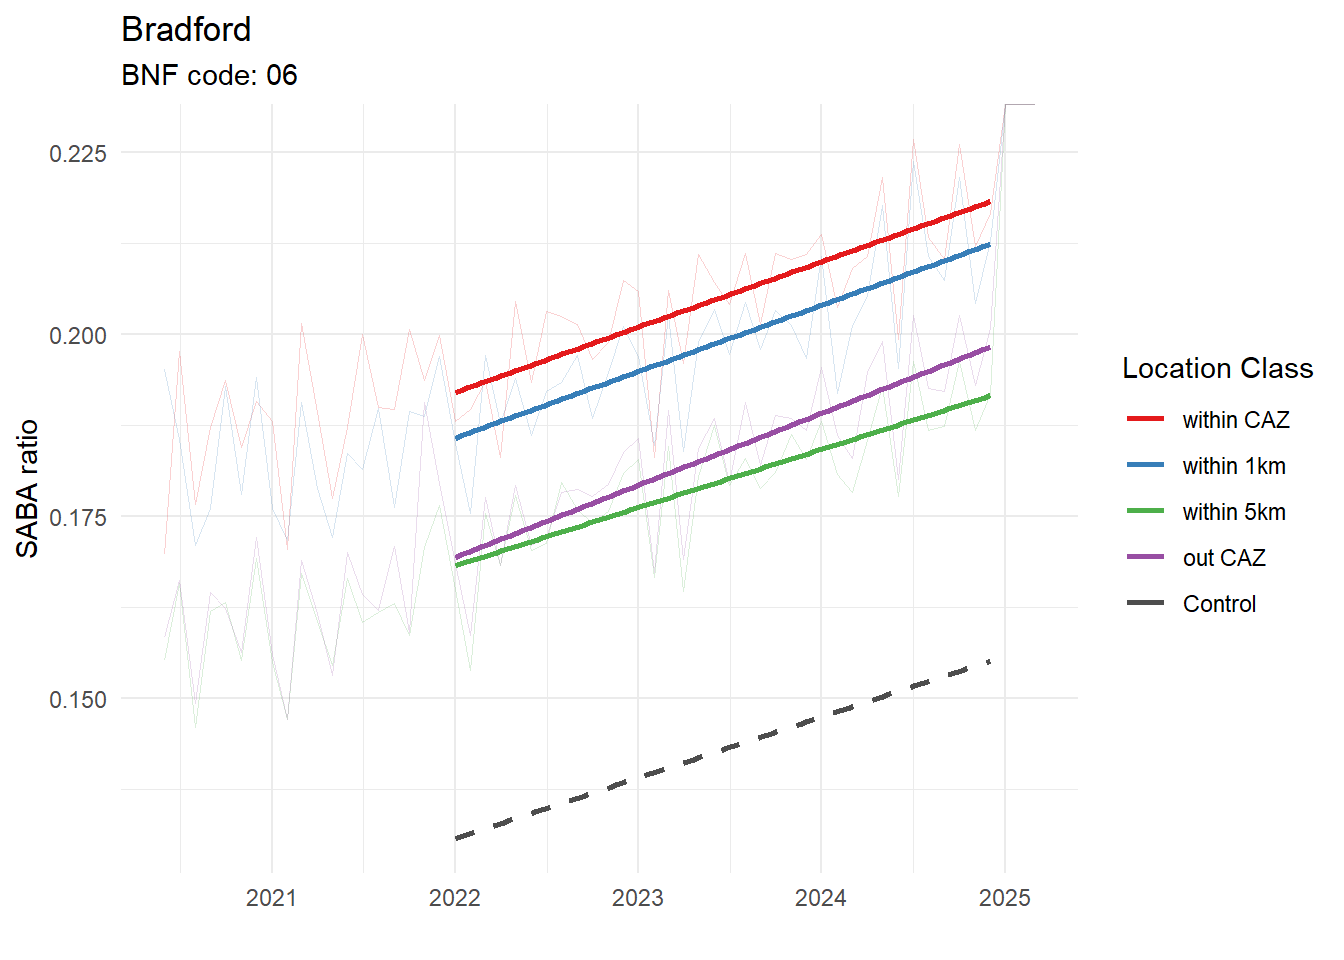 Bradford
BNF code: 06
SABA ratio
0.225
0.200
0.175
0.150
2021
2022
2023
2024
2025
Location Class
within CAZ
within 1km
within 5km
out CAZ
Control